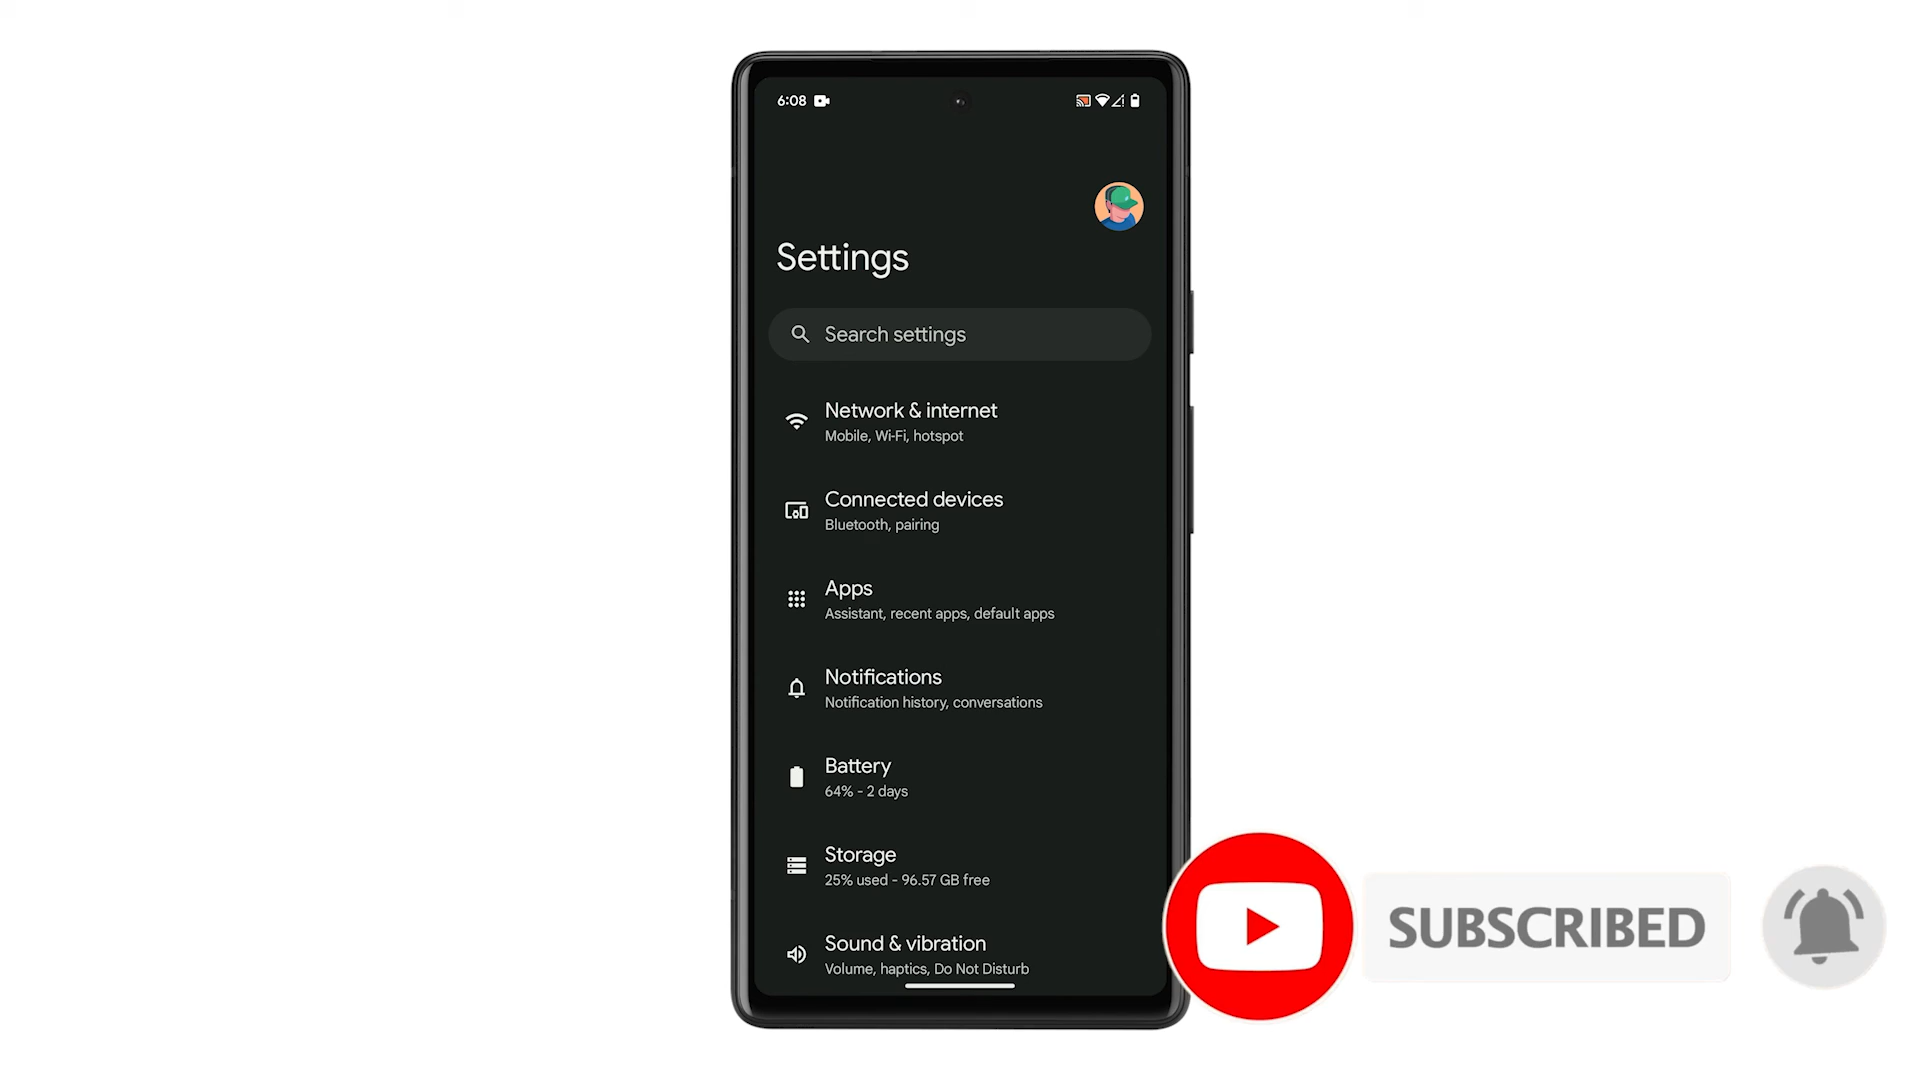 6:08
Settings
Search settings
Network & internet
Mobile, Wi-Fi, hotspot
Connected devices
Bluetooth, pairing
Apps
Assistant, recent apps, default apps
Notifications
Notification history, conversations
Battery
64% - 2 days
Storage
25% used - 96.57 GB free
Sound & vibration
Volume, haptics, Do Not Disturb
SUBSCRIBED